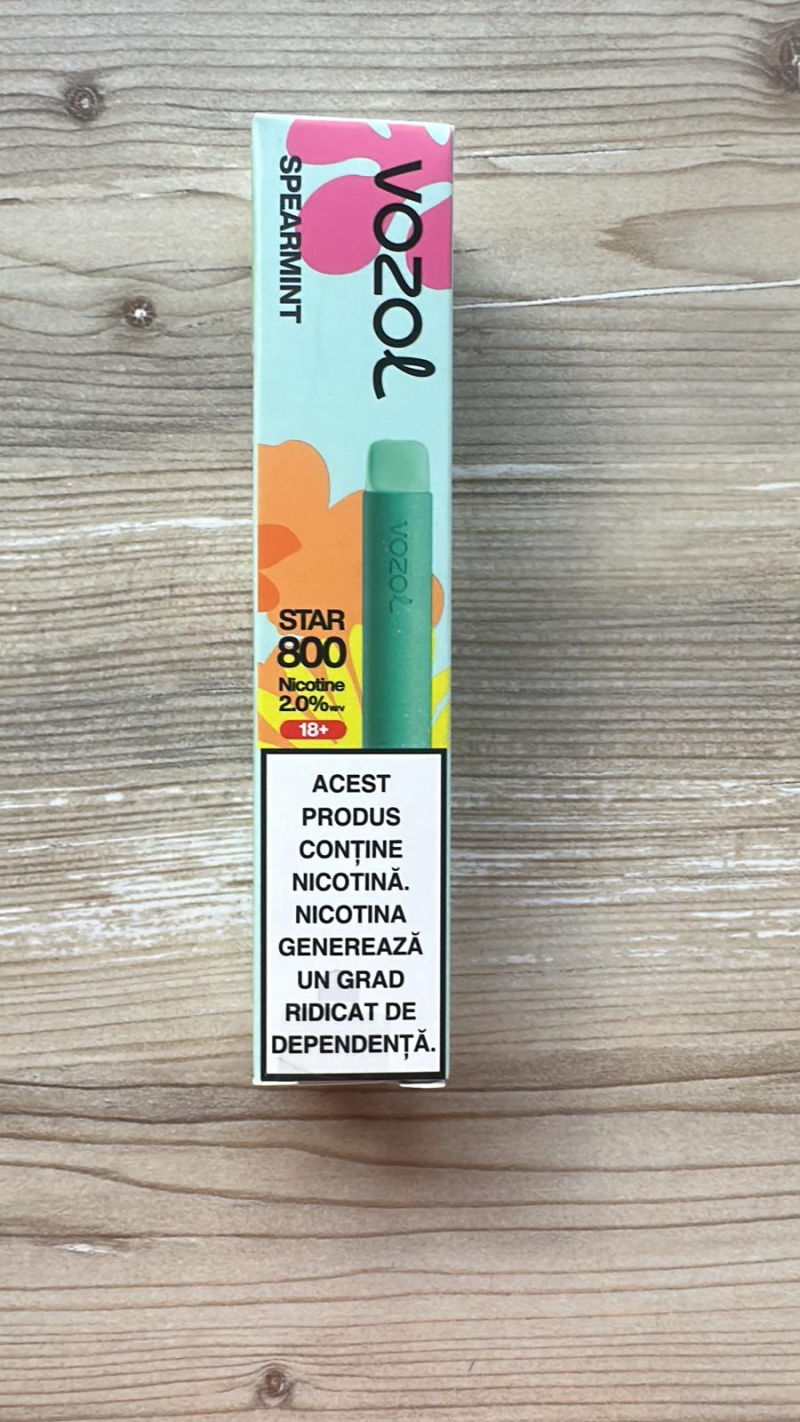 VOZOL
SPEARMINT
VOZOL
STAR
800
Nicotine
2.0%w/v
18+
ACEST
PRODUS
CONȚINE
NICOTINĂ.
NICOTINA
GENEREAZĂ
UN GRAD
RIDICAT DE
DEPENDENȚĂ.